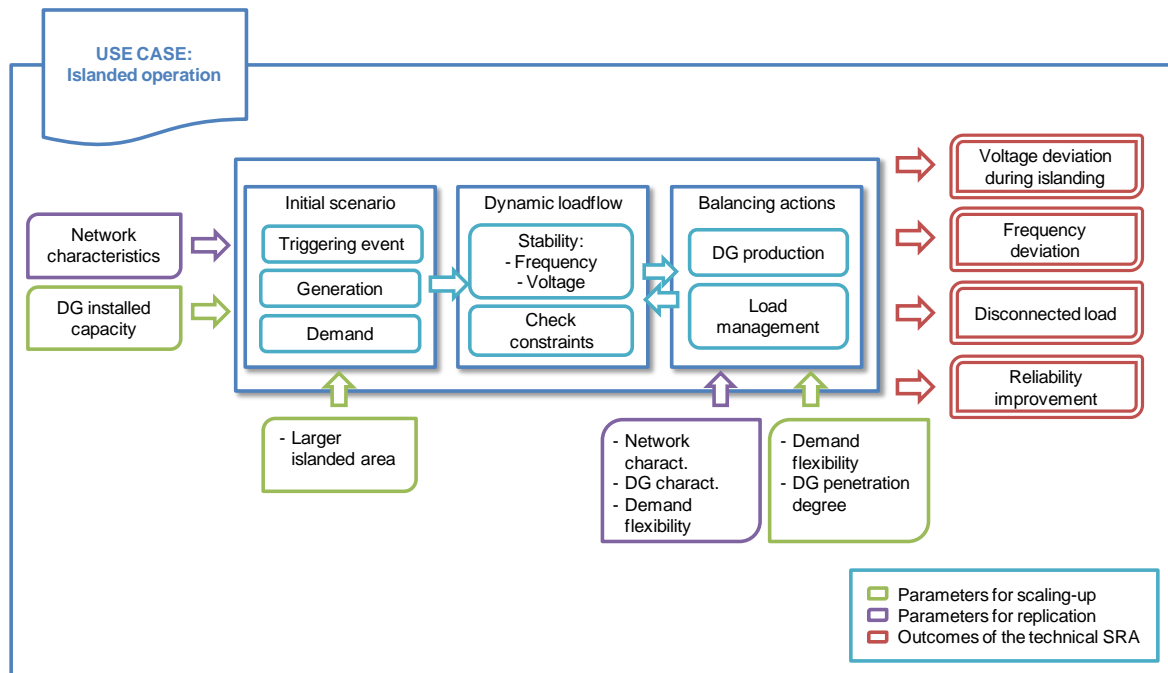 USE CASE:
Islanded operation
Network
characteristics
DG installed
capacity
Initial scenario
Triggering event
Generation
Demand
Dynamic loadflow
Stability:
- Frequency
- Voltage
Check
constraints
Balancing actions
DG production
Load
management
Voltage deviation
during islanding
Frequency
deviation
Disconnected load
Reliability
improvement
- Larger
islanded area
- Network
charact.
- DG charact.
- Demand
flexibility
- Demand
flexibility
- DG penetration
degree
Parameters for scaling-up
Parameters for replication
Outcomes of the technical SRA